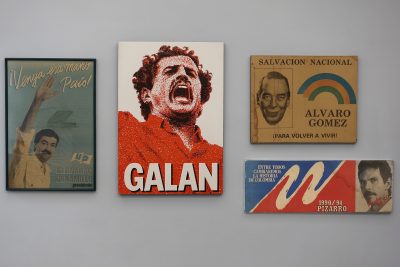 ¡Venga esa mano,
País!
GALAN
SALVACION NACIONAL
ALVARO
GOMEZ
¡PARA VOLVER A VIVIR!
ENTRE TODOS
CAMBIAREMOS
LA HISTORIA
DE COLOMBIA
1990/94
PIZARRO